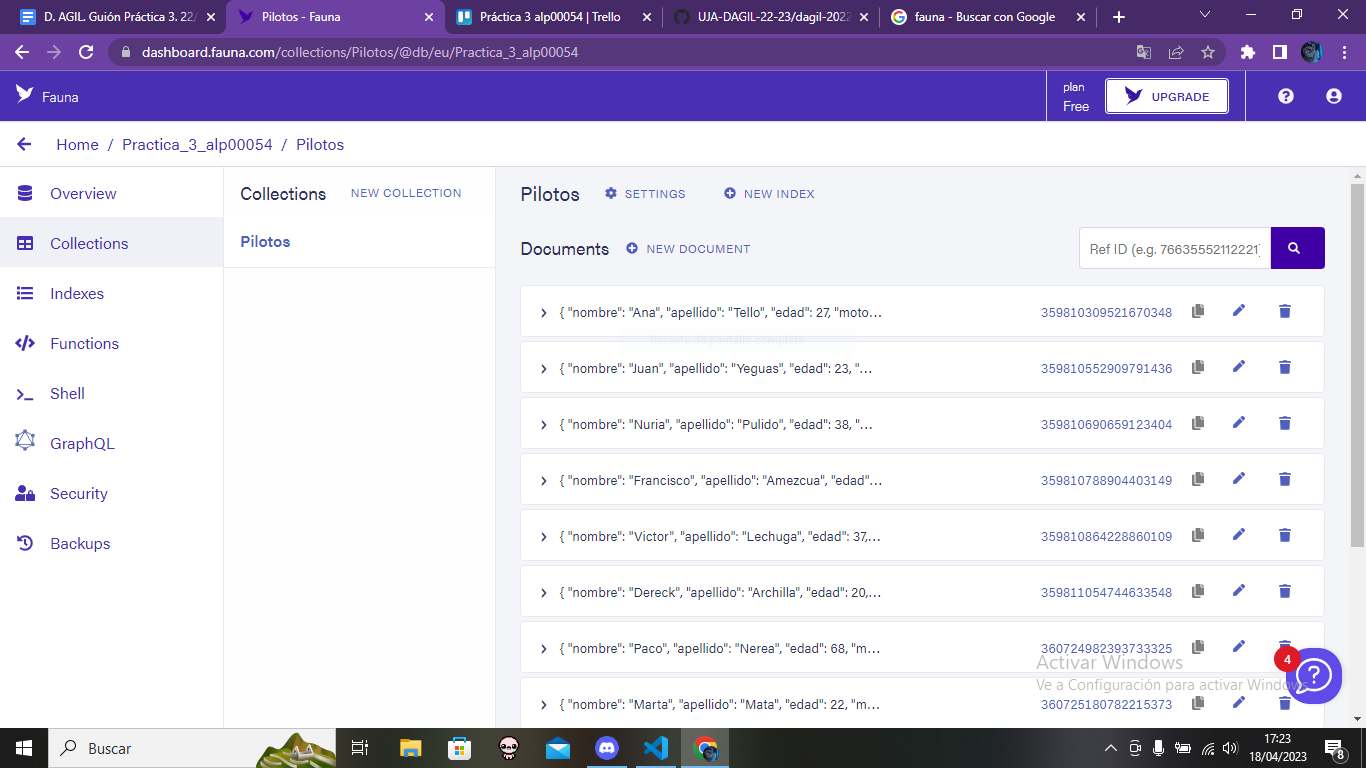 D. AGIL. Guión Práctica 3. 22/
Pilotos - Fauna
Práctica 3 alp00054 | Trello
UJA-DAGIL-22-23/dagil-2022
fauna - Buscar con Google
dashboard.fauna.com/collections/Pilotos/@db/eu/Practica_3_alp00054
Fauna
plan
Free
UPGRADE
Home / Practica_3_alp00054 / Pilotos
Overview
Collections
Indexes
Functions
Shell
GraphQL
Security
Backups
Collections
NEW COLLECTION
Pilotos
Pilotos
SETTINGS
NEW INDEX
Documents
NEW DOCUMENT
Ref ID (e.g. 76635552112221
{ "nombre": "Ana", "apellido": "Tello", "edad": 27, "moto... 359810309521670348
{ "nombre": "Juan", "apellido": "Yeguas", "edad": 23, "... 359810552909791436
{ "nombre": "Nuria", "apellido": "Pulido", "edad": 38, "... 359810690659123404
{ "nombre": "Francisco", "apellido": "Amezcua", "edad"... 359810788904403149
{ "nombre": "Victor", "apellido": "Lechuga", "edad": 37,... 359810864228860109
{ "nombre": "Dereck", "apellido": "Archilla", "edad": 20,... 359811054744633548
{ "nombre": "Paco", "apellido": "Nerea", "edad": 68, "m... 360724982393733325
{ "nombre": "Marta", "apellido": "Mata", "edad": 22, "m... 360725180782215373
4
Activar Windows
Ve a Configuración para activar Windows.
Buscar
17:23
18/04/2023
8